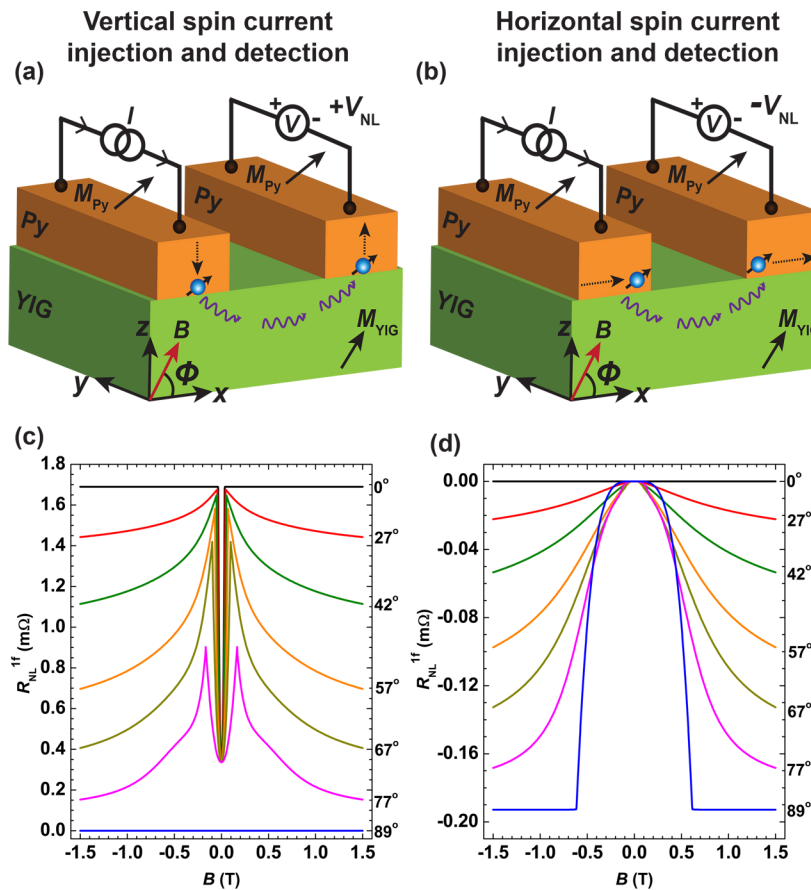 Vertical spin current
injection and detection
Horizontal spin current
injection and detection
(a)
I
+ V - +VNL
MPy
MPy
Py
Py
YIG
MYIG
z
B
Φ
y
x
(b)
I
+ V - -VNL
MPy
MPy
Py
Py
YIG
MYIG
z
B
Φ
y
x
(c)
1.8
1.6
1.4
1.2
1.0
0.8
0.6
0.4
0.2
0.0
RNL1f (mΩ)
0°
27°
42°
57°
67°
77°
89°
-1.5 -1.0 -0.5 0.0 0.5 1.0 1.5
B (T)
(d)
0.00
-0.04
-0.08
-0.12
-0.16
-0.20
RNL1f (mΩ)
0°
27°
42°
57°
67°
77°
89°
-1.5 -1.0 -0.5 0.0 0.5 1.0 1.5
B (T)